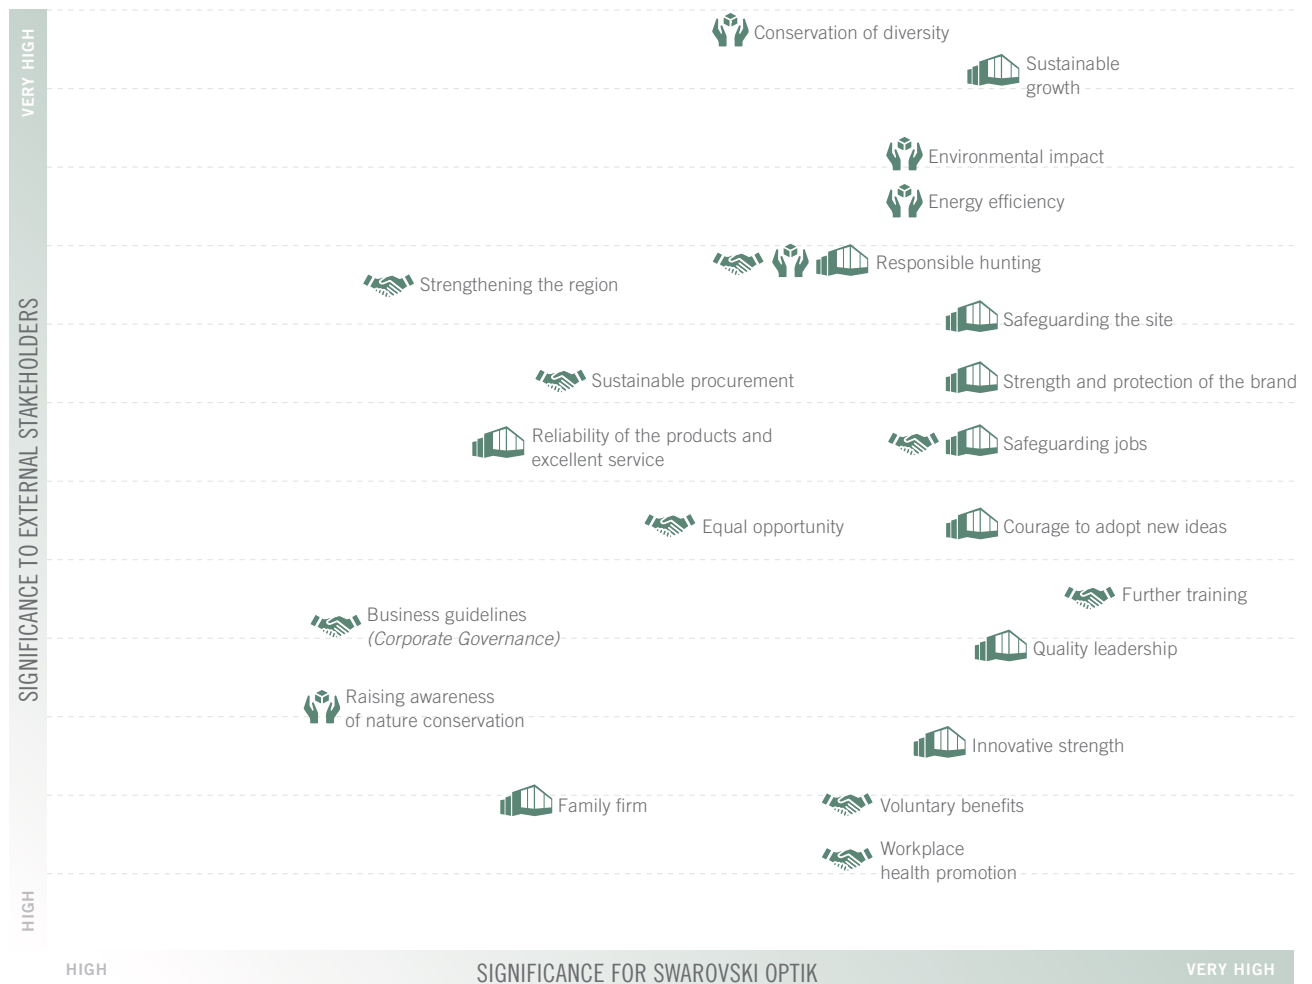 VERY HIGH
Conservation of diversity
Sustainable
growth
Environmental impact
Energy efficiency
Responsible hunting
Strengthening the region
Safeguarding the site
Sustainable procurement
Strength and protection of the brand
Reliability of the products and
excellent service
Safeguarding jobs
Equal opportunity
Courage to adopt new ideas
Further training
Business guidelines
(Corporate Governance)
Quality leadership
Raising awareness
of nature conservation
Innovative strength
Family firm
Voluntary benefits
Workplace
health promotion
SIGNIFICANCE TO EXTERNAL STAKEHOLDERS
HIGH
HIGH
SIGNIFICANCE FOR SWAROVSKI OPTIK
VERY HIGH